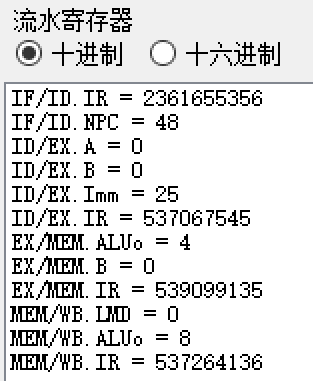 流水寄存器
十进制 十六进制
IF/ID.IR = 2361655356
IF/ID.NPC = 48
ID/EX.A = 0
ID/EX.B = 0
ID/EX.Imm = 25
ID/EX.IR = 537067545
EX/MEM.ALUo = 4
EX/MEM.B = 0
EX/MEM.IR = 539099135
MEM/WB.LMD = 0
MEM/WB.ALUo = 8
MEM/WB.IR = 537264136